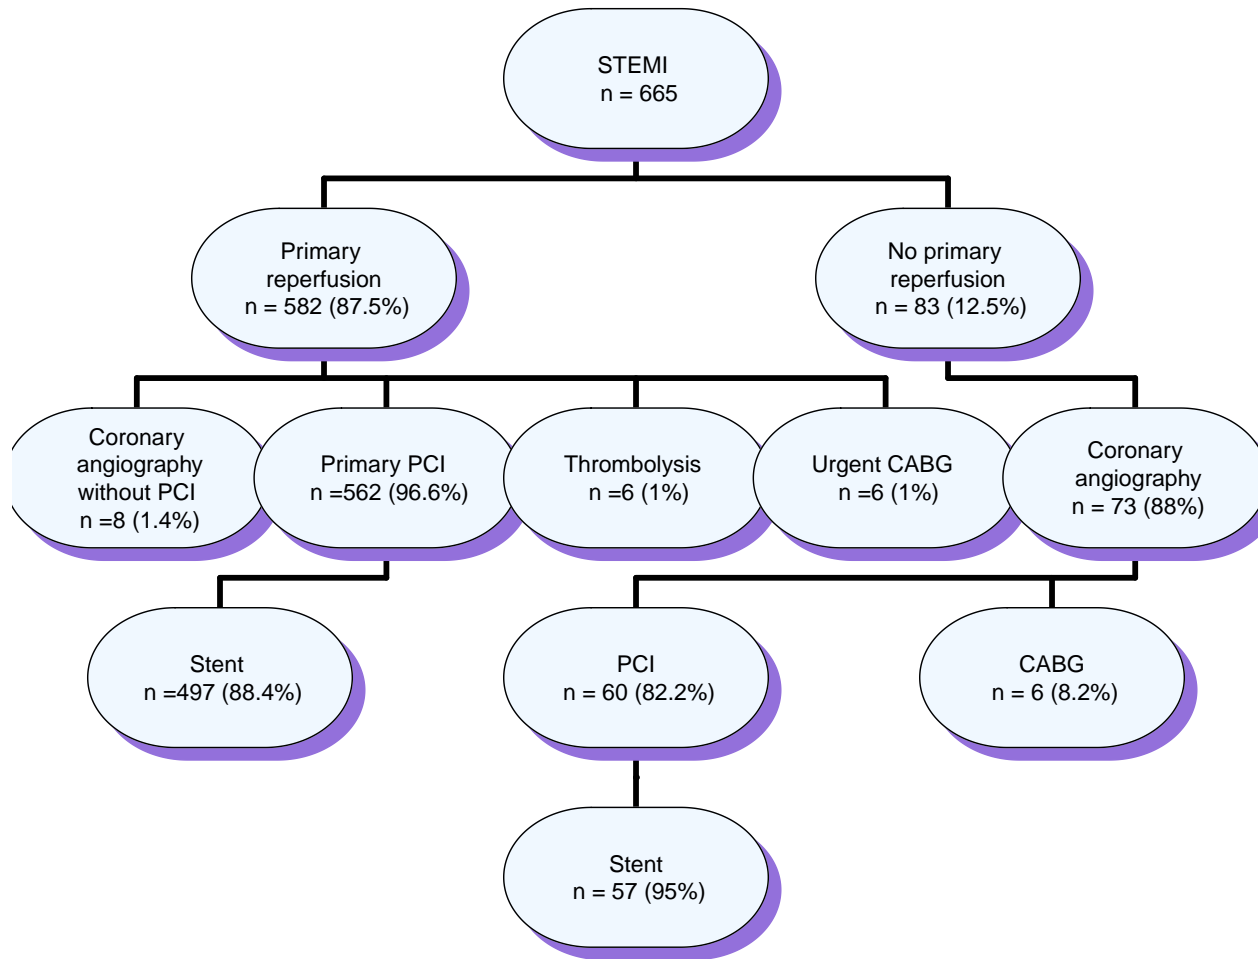 STEMI
n = 665
Primary
reperfusion
n = 582 (87.5%)
No primary
reperfusion
n = 83 (12.5%)
Coronary
angiography
without PCI
n =8 (1.4%)
Primary PCI
n =562 (96.6%)
Thrombolysis
n =6 (1%)
Urgent CABG
n =6 (1%)
Coronary
angiography
n = 73 (88%)
Stent
n =497 (88.4%)
PCI
n = 60 (82.2%)
CABG
n = 6 (8.2%)
Stent
n = 57 (95%)